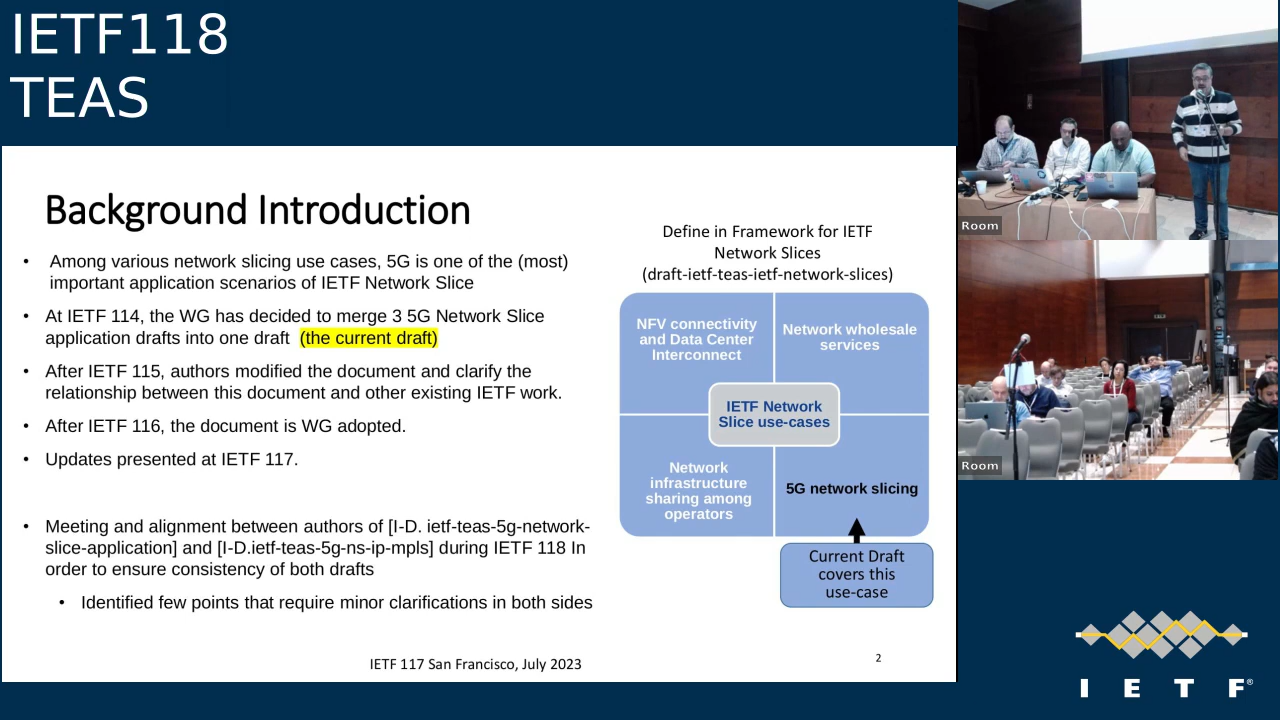 IETF118
TEAS
Background Introduction
• Among various network slicing use cases, 5G is one of the (most)
important application scenarios of IETF Network Slice
• At IETF 114, the WG has decided to merge 3 5G Network Slice
application drafts into one draft (the current draft)
• After IETF 115, authors modified the document and clarify the
relationship between this document and other existing IETF work.
• After IETF 116, the document is WG adopted.
• Updates presented at IETF 117.
• Meeting and alignment between authors of [I-D. ietf-teas-5g-network-
slice-application] and [I-D.ietf-teas-5g-ns-ip-mpls] during IETF 118 In
order to ensure consistency of both drafts
• Identified few points that require minor clarifications in both sides
Define in Framework for IETF
Network Slices
(draft-ietf-teas-ietf-network-slices)
NFV connectivity
and Data Center
Interconnect
Network wholesale
services
IETF Network
Slice use-cases
Network
infrastructure
sharing among
operators
5G network slicing
Current Draft
covers this
use-case
IETF 117 San Francisco, July 2023
2
Room
Room
I E T F®